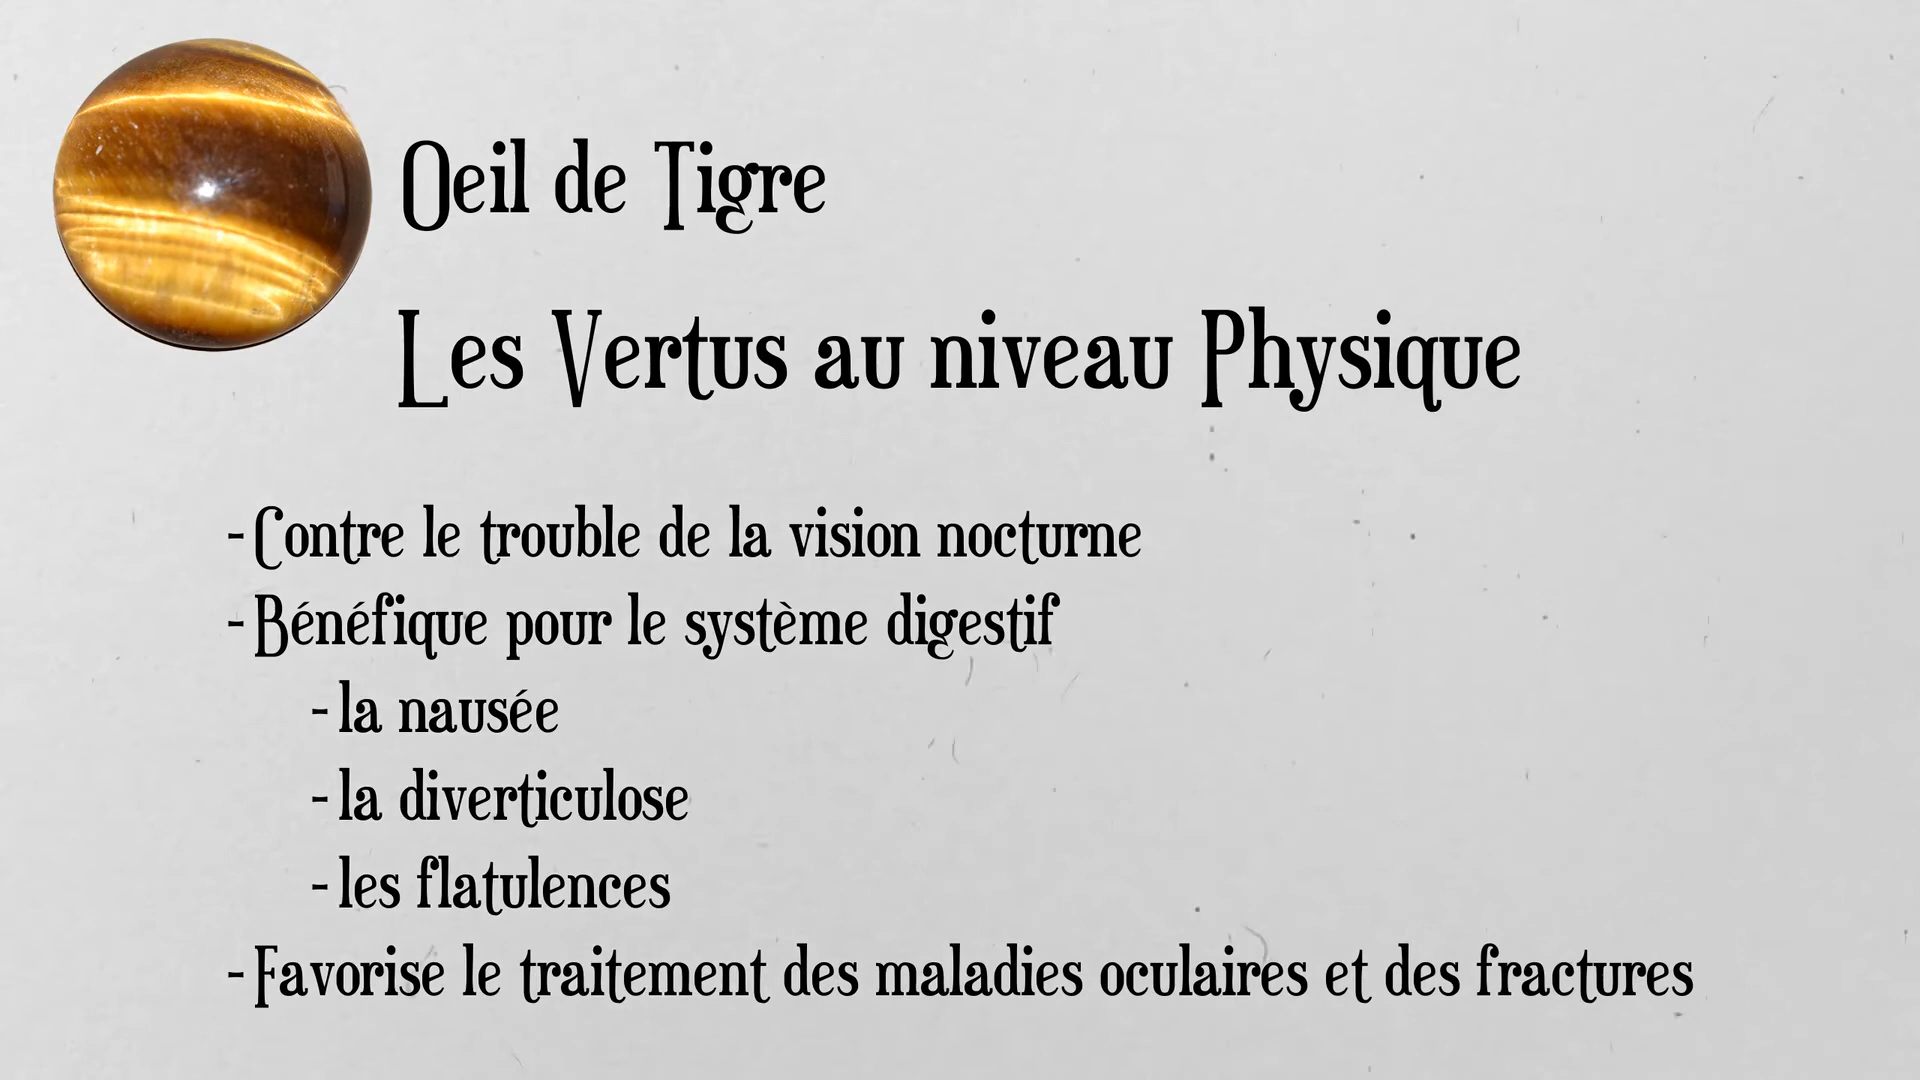 Oeil de Tigre
Les Vertus au niveau Physique
- Contre le trouble de la vision nocturne
- Bénéfique pour le système digestif
- la nausée
- la diverticulose
- les flatulences
- Favorise le traitement des maladies oculaires et des fractures